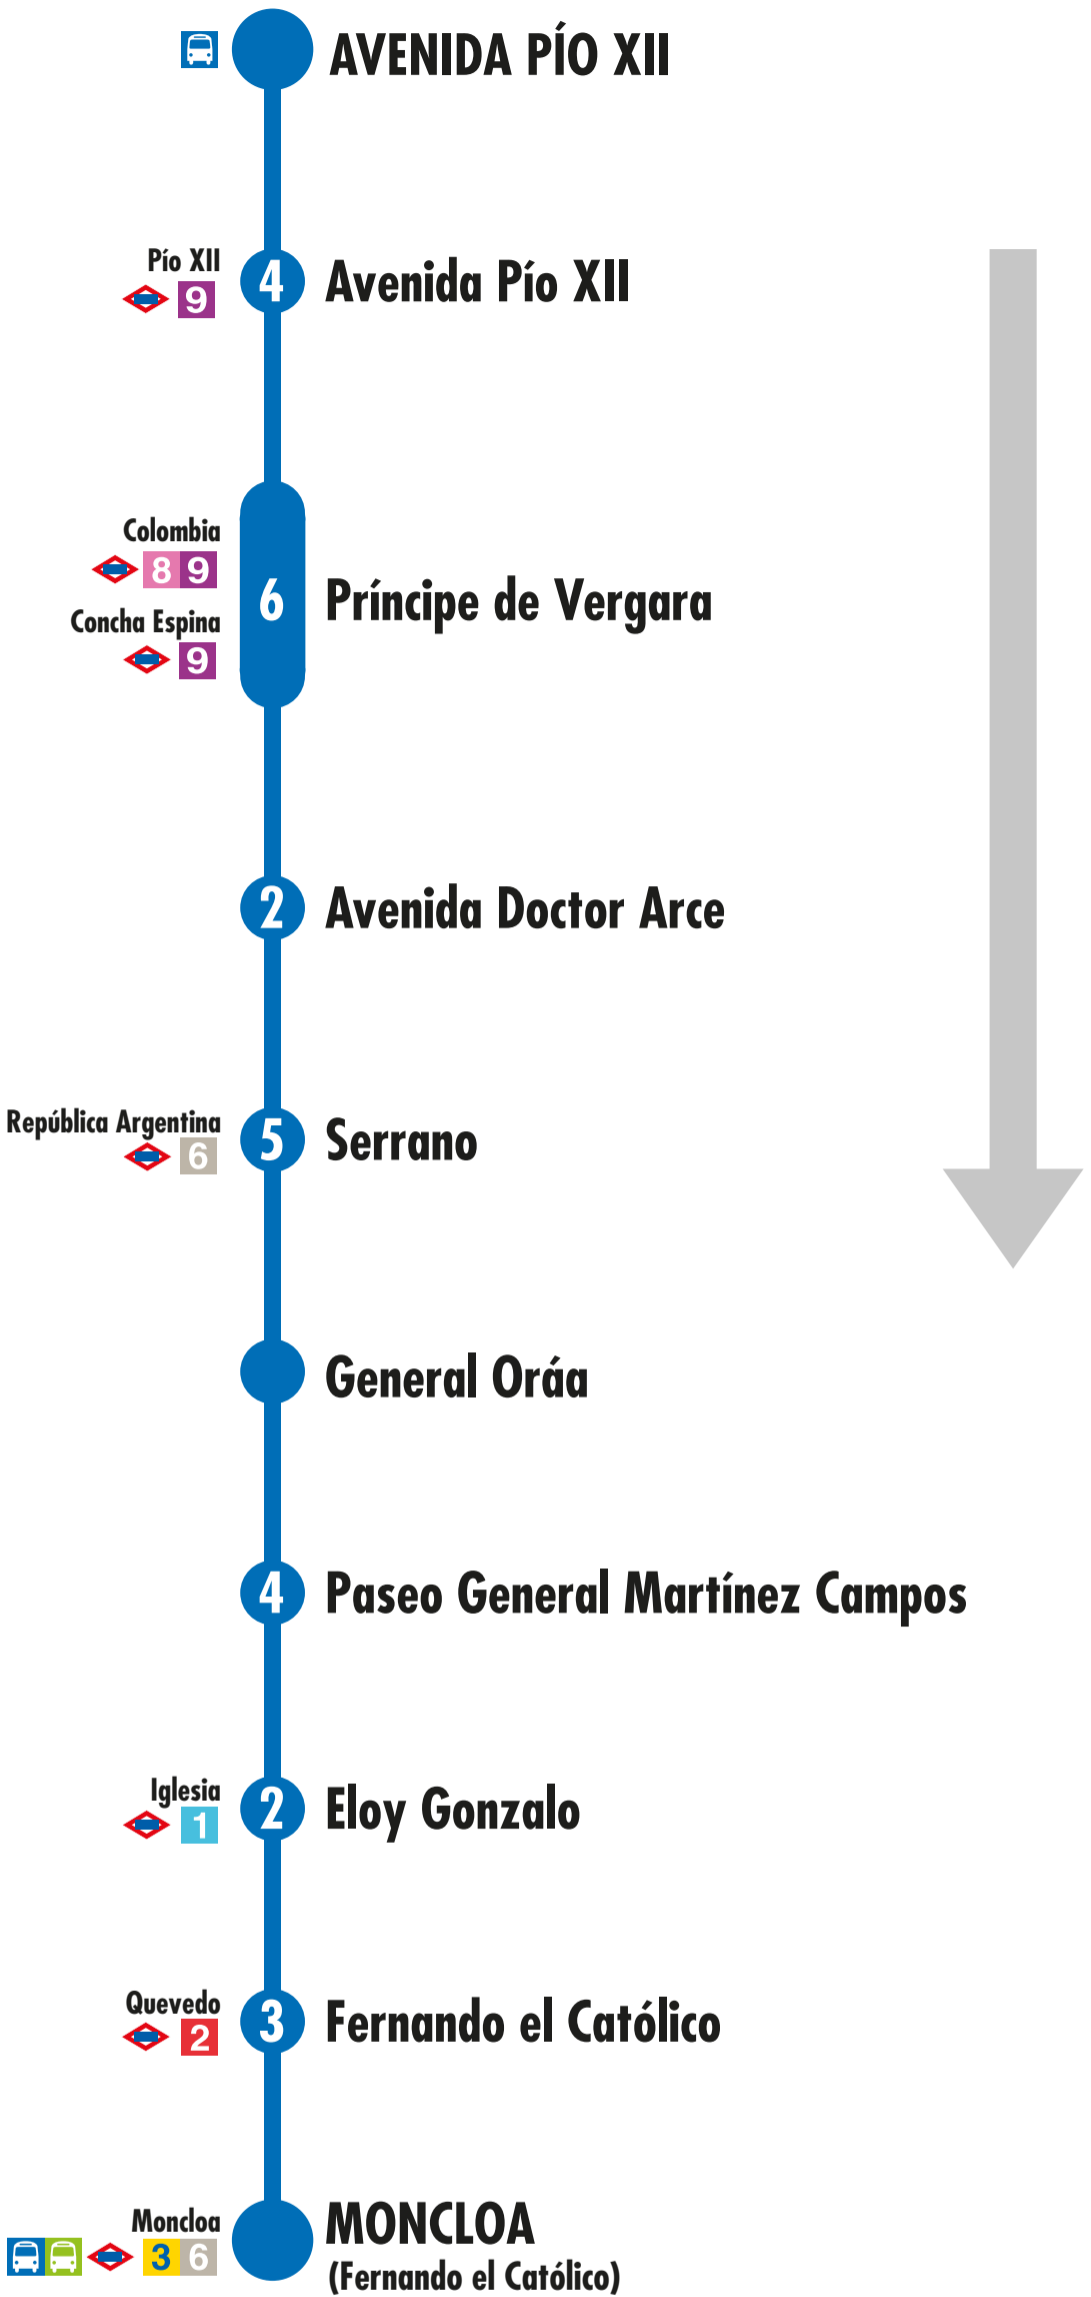 AVENIDA PÍO XII
Pío XII
9
4
Avenida Pío XII
Colombia
8 9
Concha Espina
9
6
Príncipe de Vergara
2
Avenida Doctor Arce
República Argentina
6
5
Serrano
General Oráa
4
Paseo General Martínez Campos
Iglesia
1
2
Eloy Gonzalo
Quevedo
2
3
Fernando el Católico
Moncloa
3 6
MONCLOA
(Fernando el Católico)